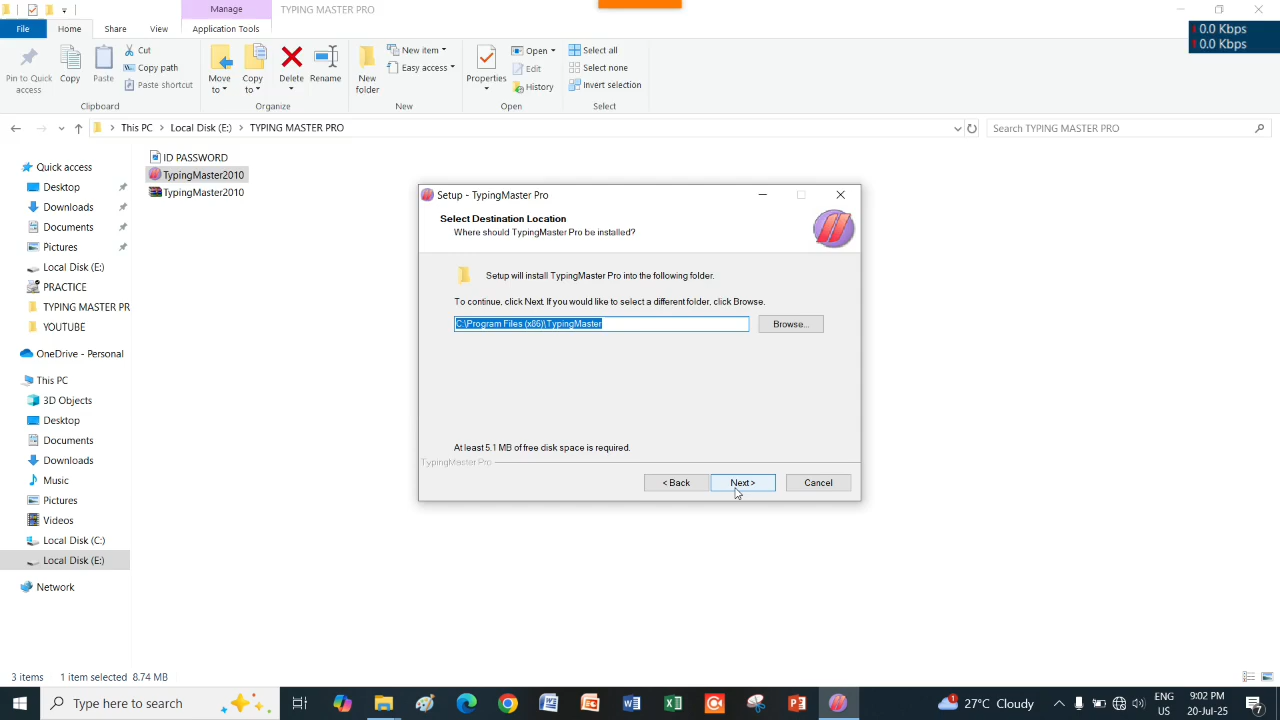 Manage
TYPING MASTER PRO
File
Home
Share
View
Application Tools
0.0 Kbps
0.0 Kbps
Pin to Quick access
Copy
Paste
Cut
Copy path
Paste shortcut
Clipboard
Move to
Copy to
Delete
Rename
Organize
New folder
New item
Easy access
New
Properties
Open
Edit
History
Open
Select all
Select none
Invert selection
Select
This PC > Local Disk (E:) > TYPING MASTER PRO
Search TYPING MASTER PRO
Quick access
Desktop
Downloads
Documents
Pictures
Local Disk (E:)
PRACTICE
TYPING MASTER PR
YOUTUBE
OneDrive - Personal
This PC
3D Objects
Desktop
Documents
Downloads
Music
Pictures
Videos
Local Disk (C:)
Local Disk (E:)
Network
ID PASSWORD
TypingMaster2010
TypingMaster2010
Setup - TypingMaster Pro
Select Destination Location
Where should TypingMaster Pro be installed?
Setup will install TypingMaster Pro into the following folder.
To continue, click Next. If you would like to select a different folder, click Browse.
C:\Program Files (x86)\TypingMaster
Browse...
At least 5.1 MB of free disk space is required.
TypingMaster Pro
< Back
Next >
Cancel
3 items
1 item selected 8.74 MB
Type here to search
27°C Cloudy
ENG
US
9:02 PM
20-Jul-25
7